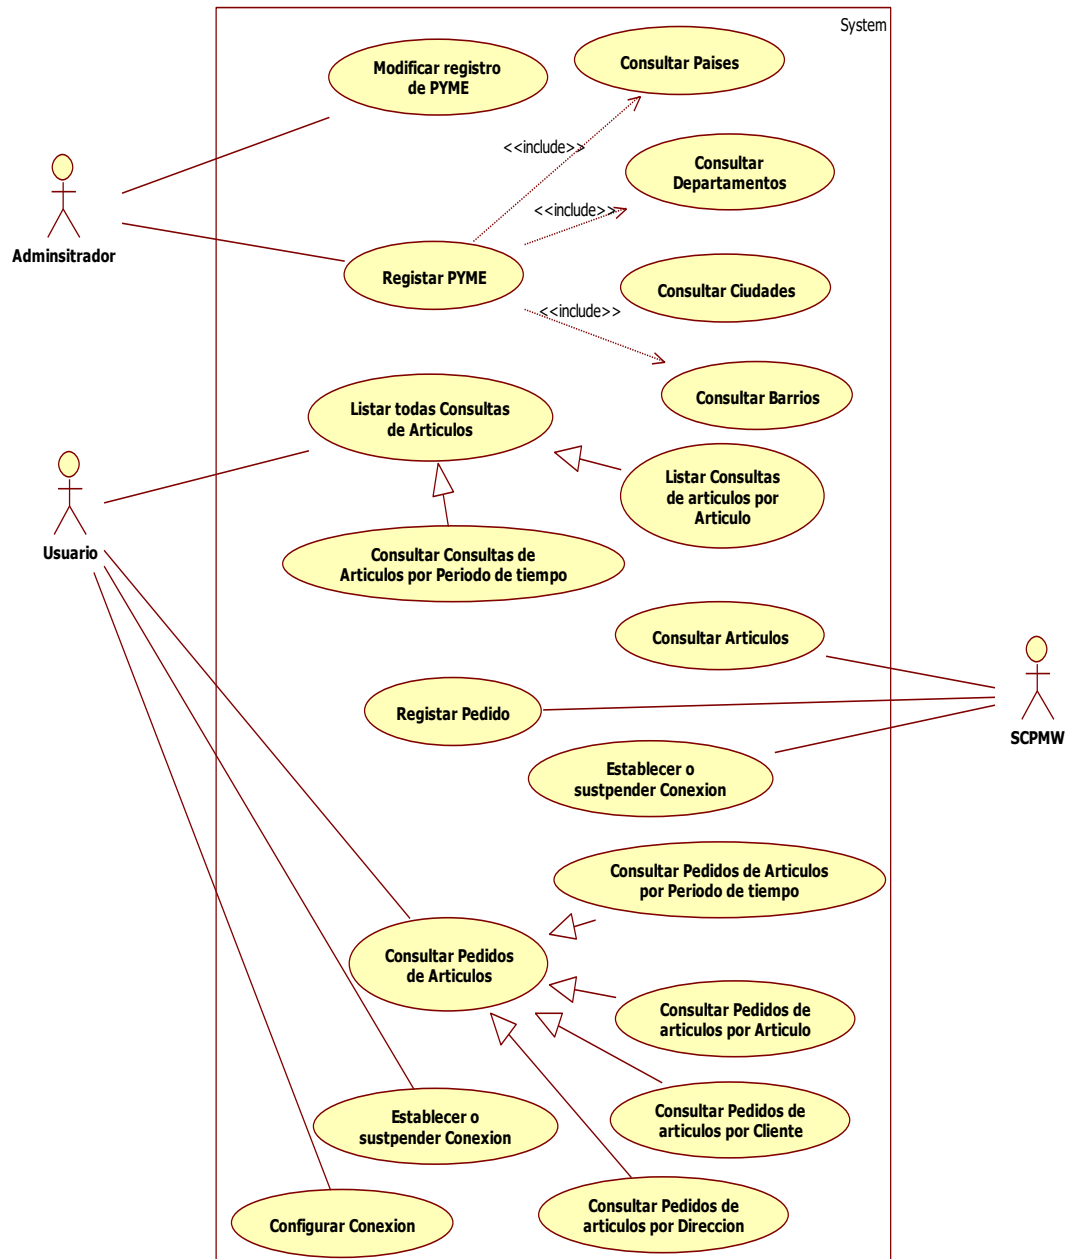 System
Modificar registro
de PYME
Consultar Paises
<<include>>
Consultar
Departamentos
<<include>>
Adminsitrador
Registar PYME
Consultar Ciudades
<<include>>
Consultar Barrios
Listar todas Consultas
de Articulos
Listar Consultas
de articulos por
Articulo
Usuario
Consultar Consultas de
Articulos por Periodo de tiempo
Consultar Articulos
Registar Pedido
SCPMW
Establecer o
sustpender Conexion
Consultar Pedidos de Articulos
por Periodo de tiempo
Consultar Pedidos
de Articulos
Consultar Pedidos de
articulos por Articulo
Establecer o
sustpender Conexion
Consultar Pedidos de
articulos por Cliente
Configurar Conexion
Consultar Pedidos de
articulos por Direccion